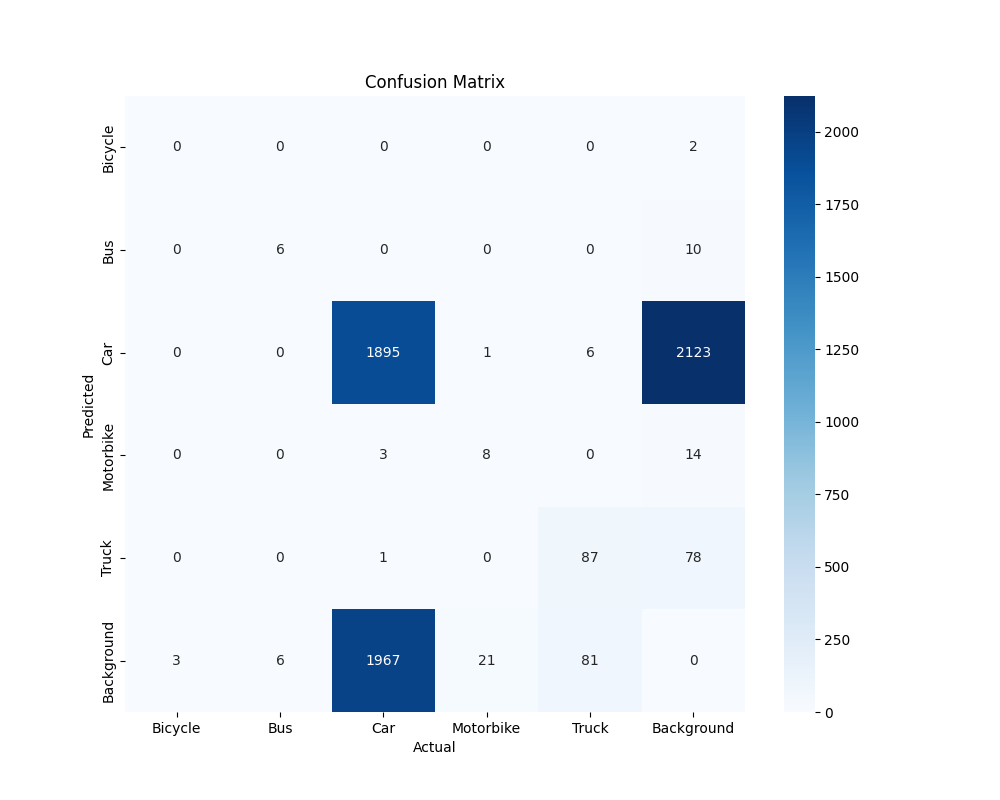 Confusion Matrix
Predicted
Bicycle 0 0 0 0 0 2
Bus 0 6 0 0 0 10
Car 0 0 1895 1 6 2123
Motorbike 0 0 3 8 0 14
Truck 0 0 1 0 87 78
Background 3 6 1967 21 81 0
Bicycle Bus Car Motorbike Truck Background
Actual
2000
1750
1500
1250
1000
750
500
250
0